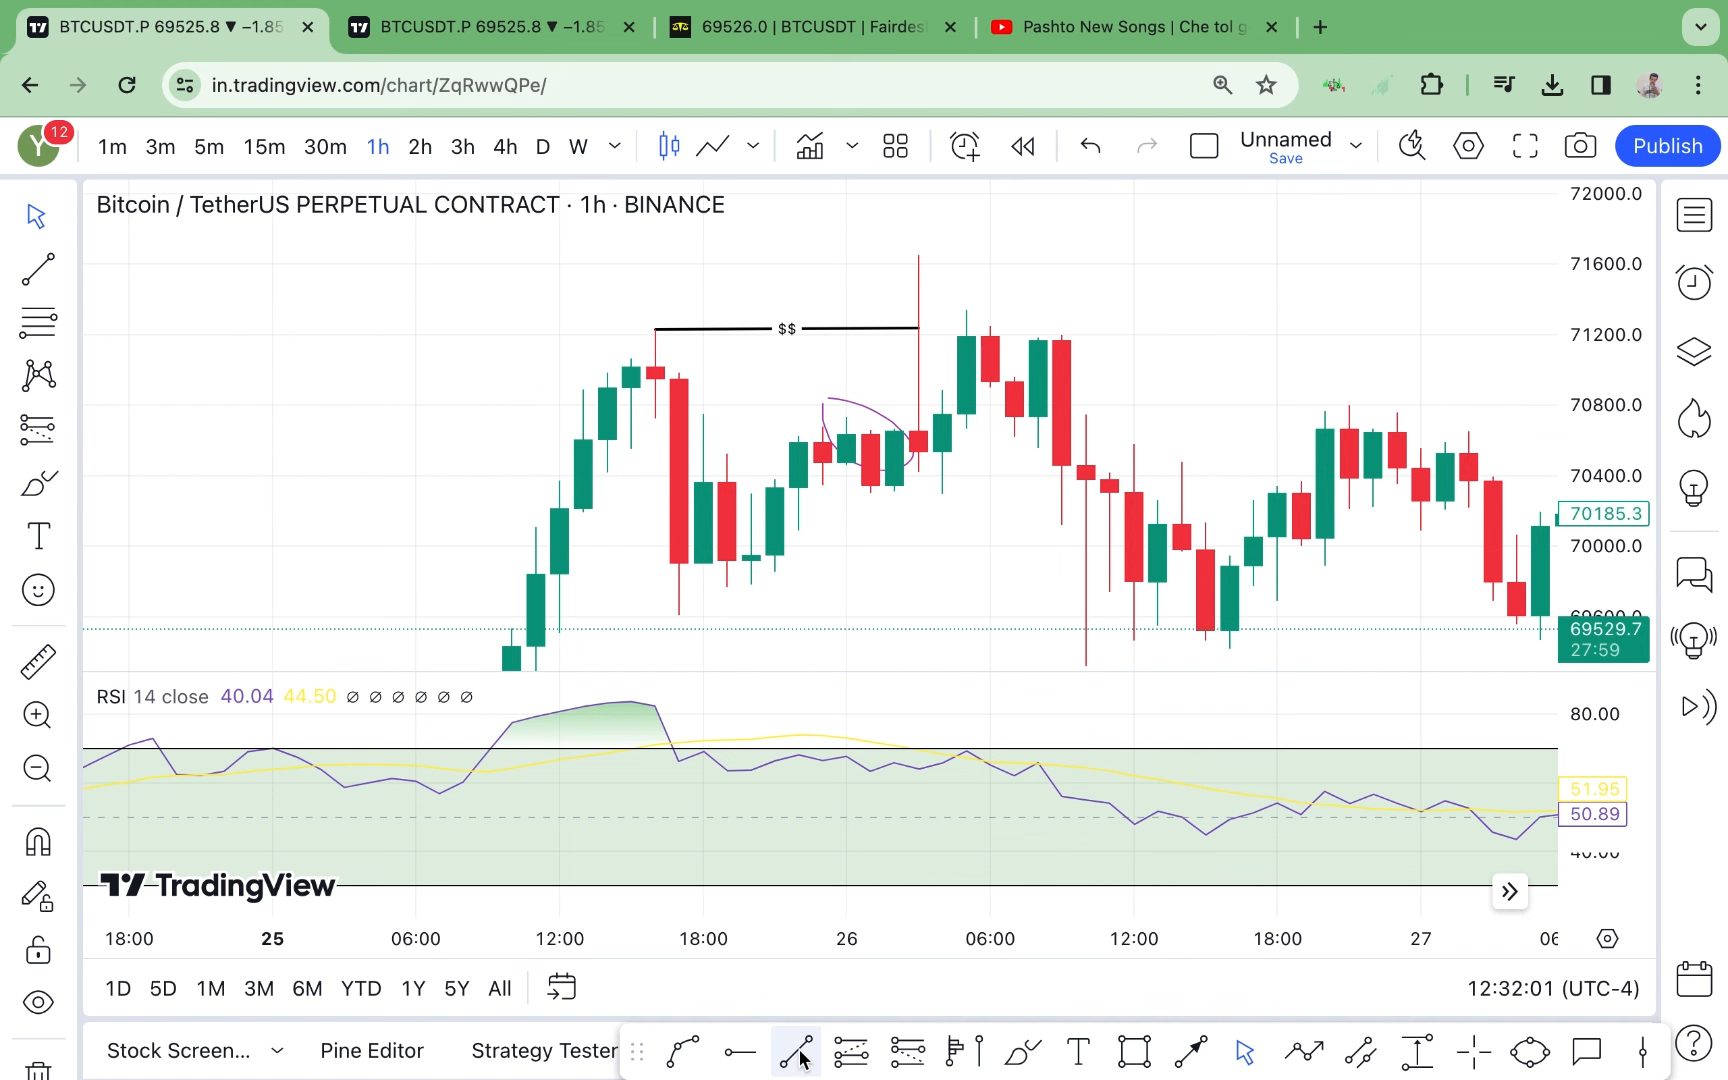 BTCUSDT.P 69525.8 ▼ −1.85
BTCUSDT.P 69525.8 ▼ −1.85
69526.0 | BTCUSDT | Fairdes
Pashto New Songs | Che tol g
in.tradingview.com/chart/ZqRwwQPe/
Y 12
1m 3m 5m 15m 30m 1h 2h 3h 4h D W
Unnamed
Save
Publish
Bitcoin / TetherUS PERPETUAL CONTRACT · 1h · BINANCE
72000.0
71600.0
71200.0
$$
70800.0
70400.0
70185.3
70000.0
69600.0
69529.7
27:59
RSI 14 close 40.04 44.50 ∅ ∅ ∅ ∅ ∅ ∅
80.00
51.95
50.89
40.00
TradingView
18:00 25 06:00 12:00 18:00 26 06:00 12:00 18:00 27 06
1D 5D 1M 3M 6M YTD 1Y 5Y All
12:32:01 (UTC-4)
Stock Screen... Pine Editor Strategy Tester